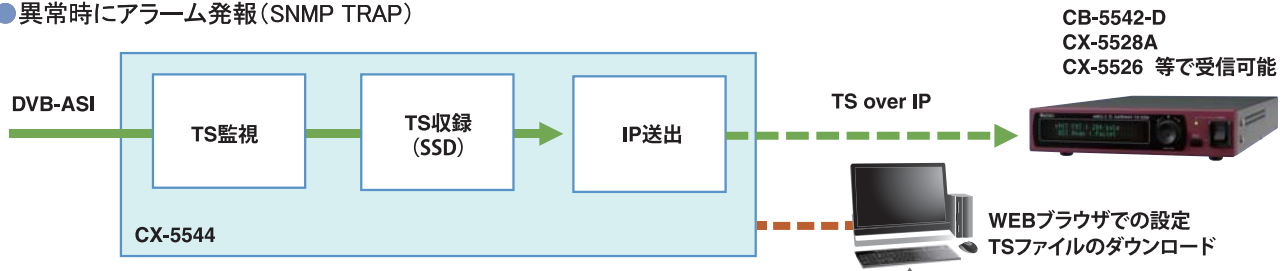 ●異常時にアラーム発報(SNMP TRAP)
CB-5542-D
CX-5528A
CX-5526 等で受信可能
DVB-ASI
TS監視
TS収録
(SSD)
IP送出
TS over IP
CX-5544
WEBブラウザでの設定
TSファイルのダウンロード